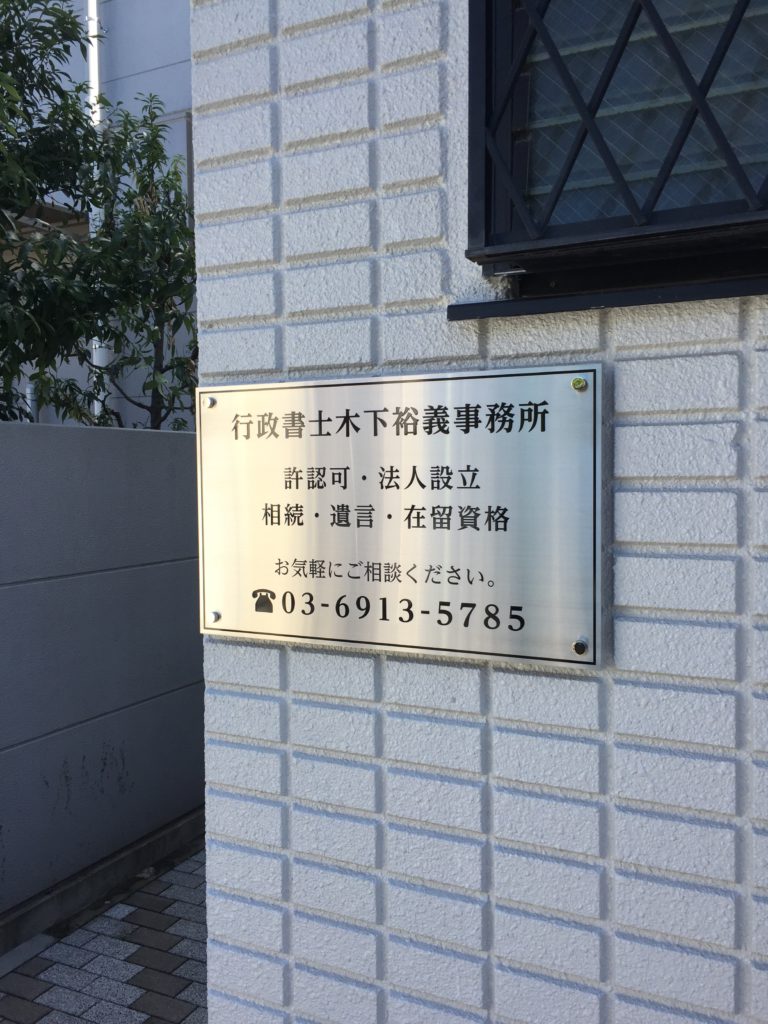 行政書士木下裕義事務所
許認可・法人設立
相続・遺言・在留資格
お気軽にご相談ください。
☎03-6913-5785